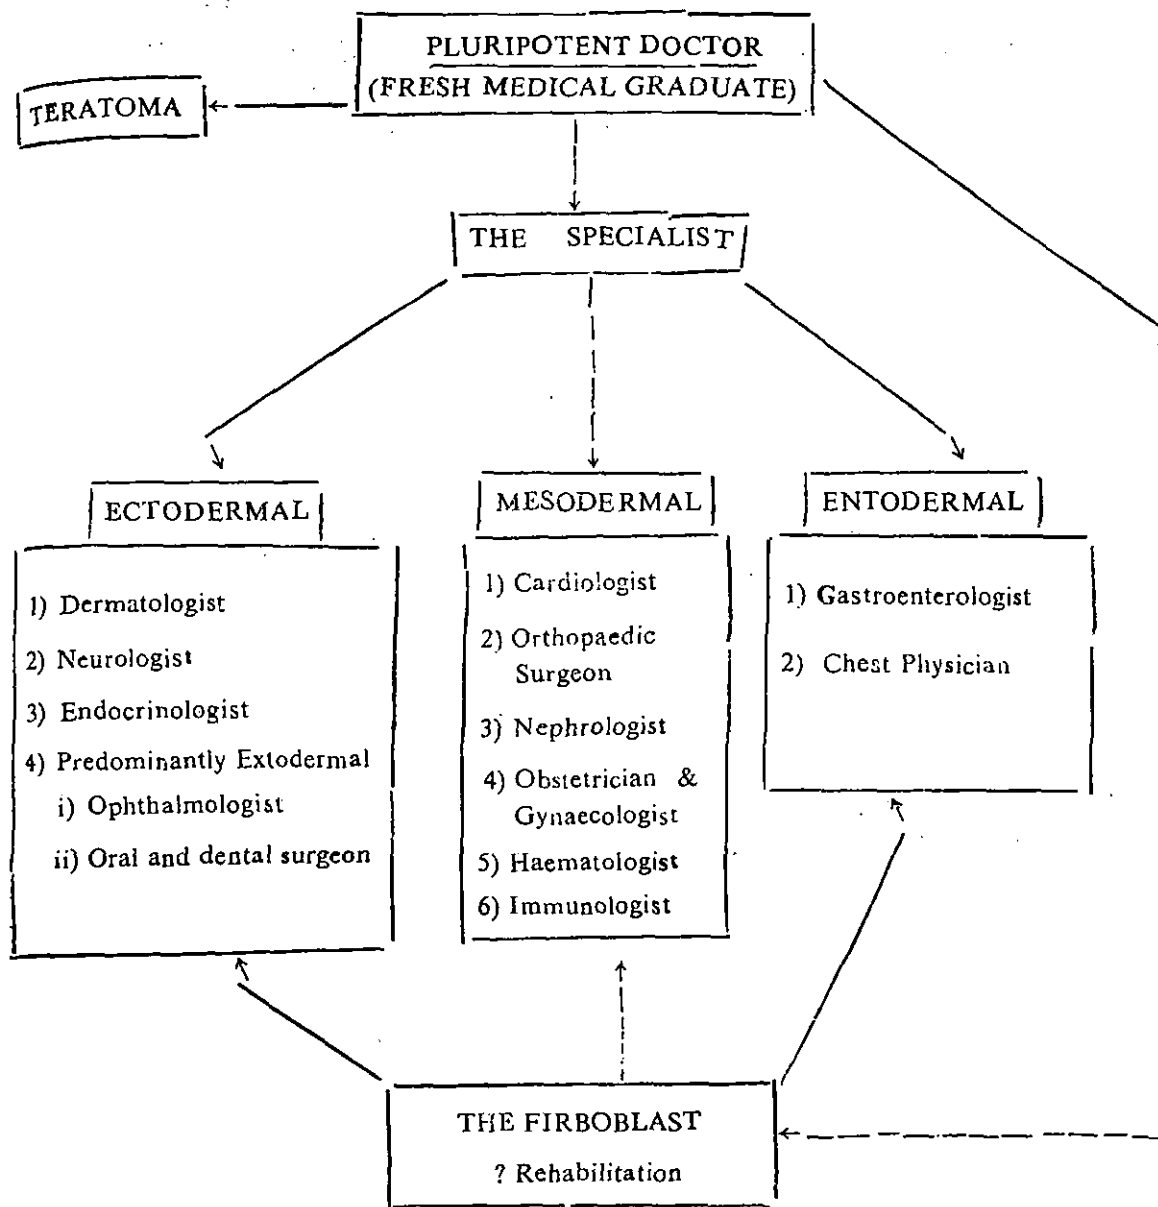 PLURIPOTENT DOCTOR
(FRESH MEDICAL GRADUATE)
TERATOMA
THE SPECIALIST
ECTODERMAL
1) Dermatologist
2) Neurologist
3) Endocrinologist
4) Predominantly Extodermal
i) Ophthalmologist
ii) Oral and dental surgeon
MESODERMAL
1) Cardiologist
2) Orthopaedic
Surgeon
3) Nephrologist
4) Obstetrician &
Gynaecologist
5) Haematologist
6) Immunologist
ENTODERMAL
1) Gastroenterologist
2) Chest Physician
THE FIRBOBLAST
? Rehabilitation